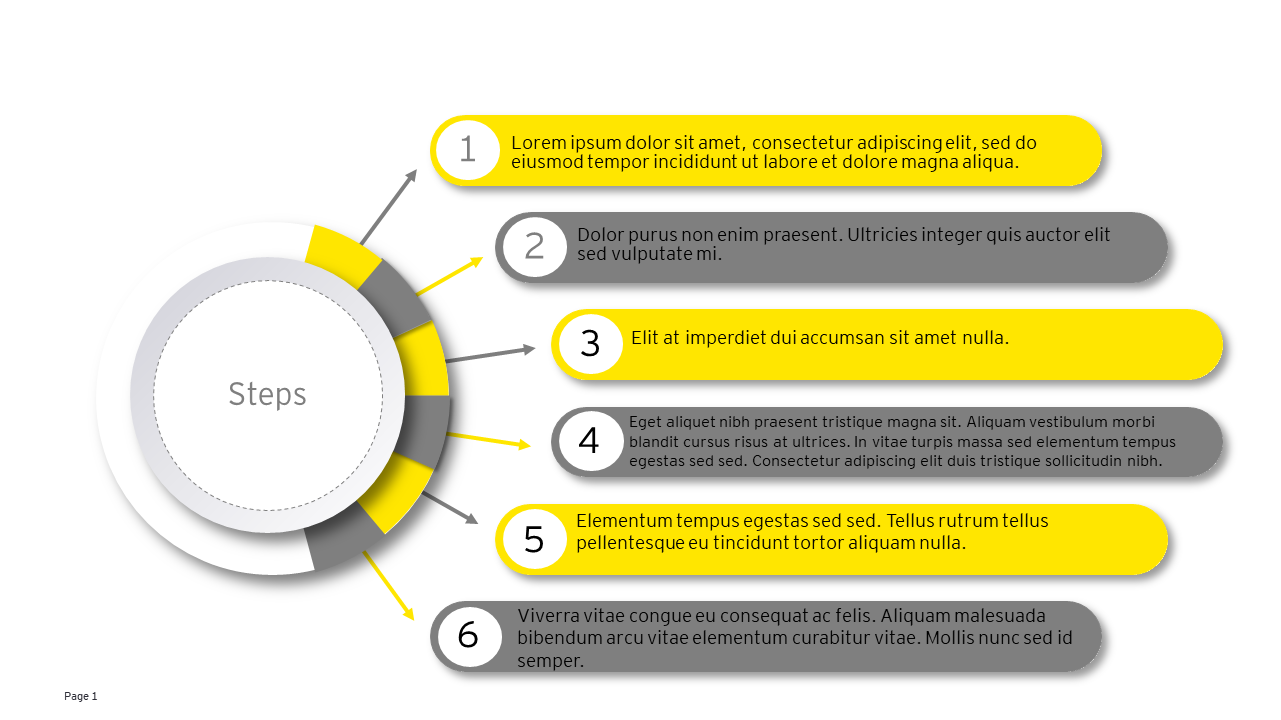 1
Lorem ipsum dolor sit amet, consectetur adipiscing elit, sed do
eiusmod tempor incididunt ut labore et dolore magna aliqua.
2
Dolor purus non enim praesent. Ultricies integer quis auctor elit
sed vulputate mi.
3
Elit at imperdiet dui accumsan sit amet nulla.
Steps
4
Eget aliquet nibh praesent tristique magna sit. Aliquam vestibulum morbi
blandit cursus risus at ultrices. In vitae turpis massa sed elementum tempus
egestas sed sed. Consectetur adipiscing elit duis tristique sollicitudin nibh.
5
Elementum tempus egestas sed sed. Tellus rutrum tellus
pellentesque eu tincidunt tortor aliquam nulla.
6
Viverra vitae congue eu consequat ac felis. Aliquam malesuada
bibendum arcu vitae elementum curabitur vitae. Mollis nunc sed id
semper.
Page 1